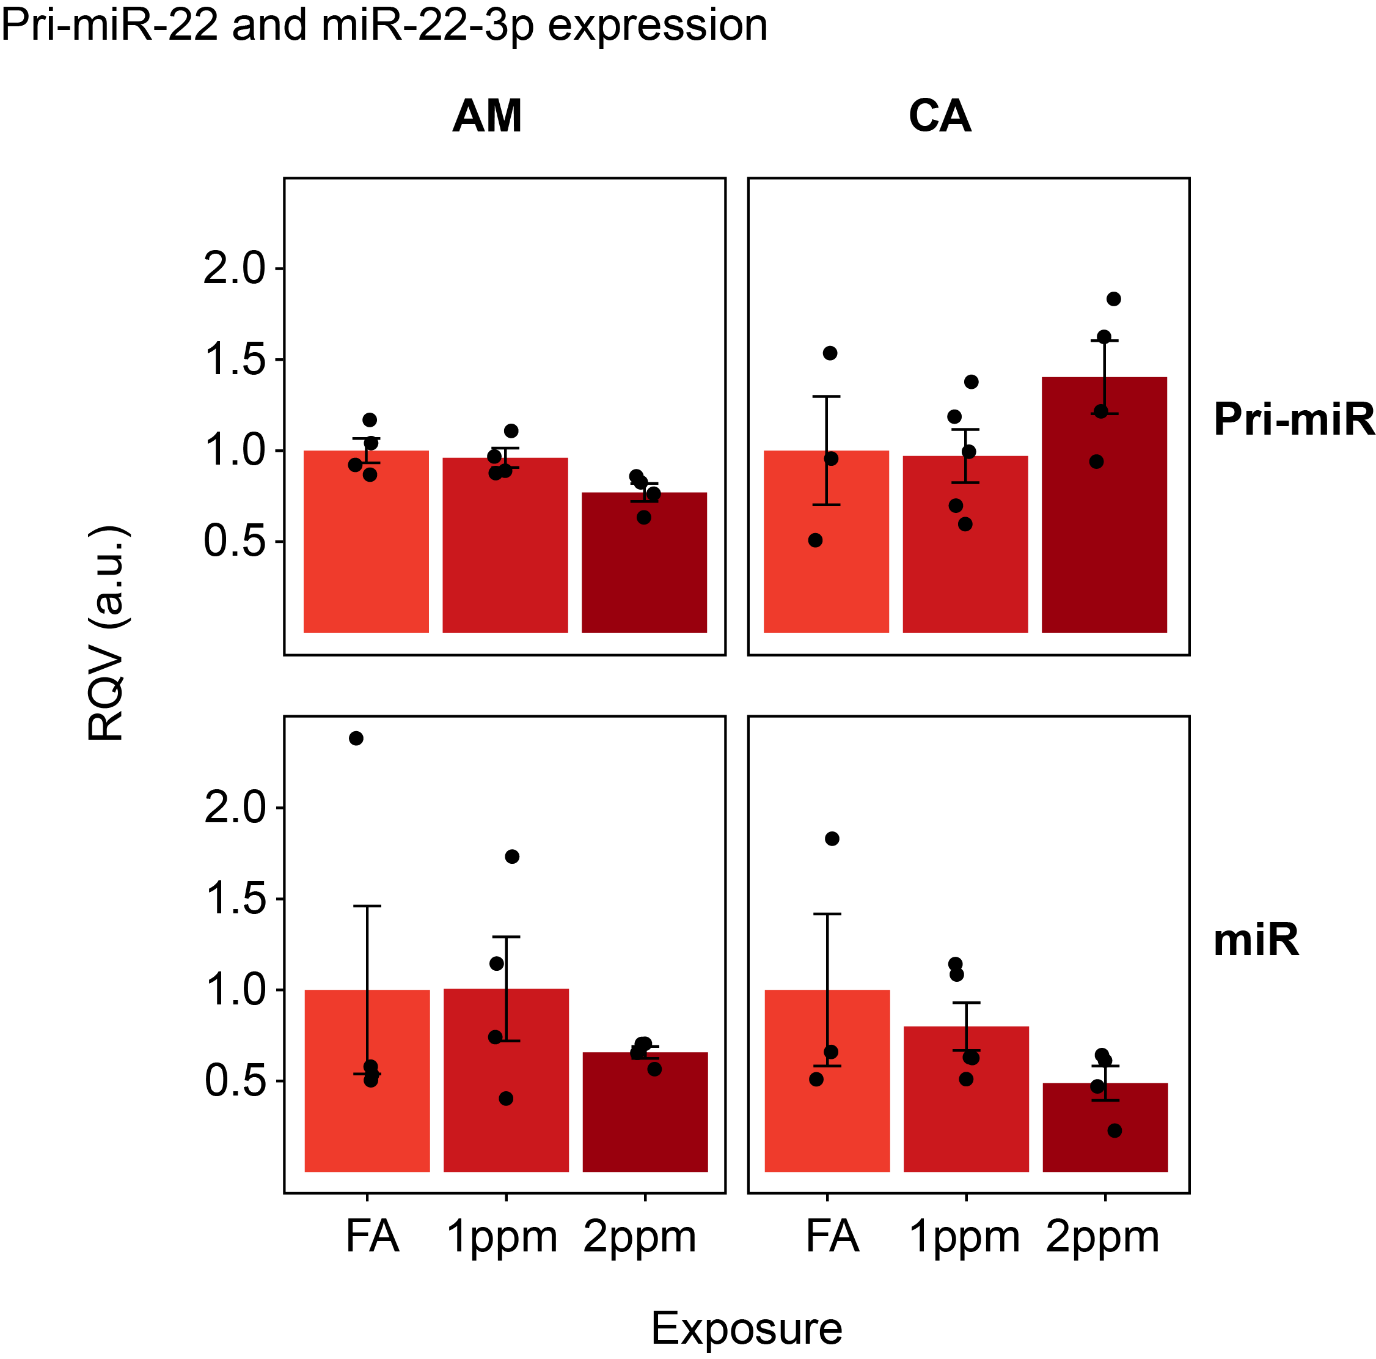 Pri-miR-22 and miR-22-3p expression
AM CA
2.0
1.5
1.0
0.5
Pri-miR
RQV (a.u.)
2.0
1.5
1.0
0.5
miR
FA 1ppm 2ppm FA 1ppm 2ppm
Exposure